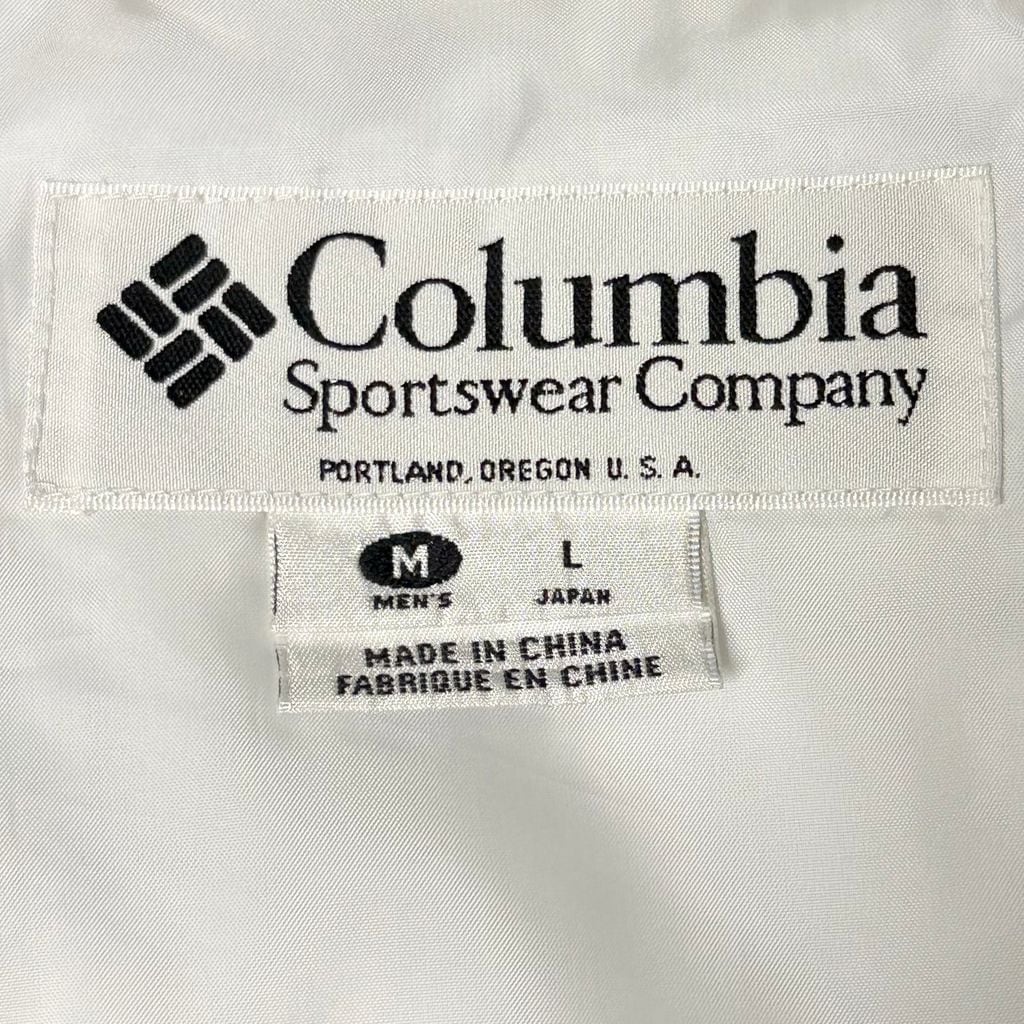 Columbia
Sportswear Company
PORTLAND, OREGON U. S. A.
M L
MEN'S JAPAN
MADE IN CHINA
FABRIQUE EN CHINE